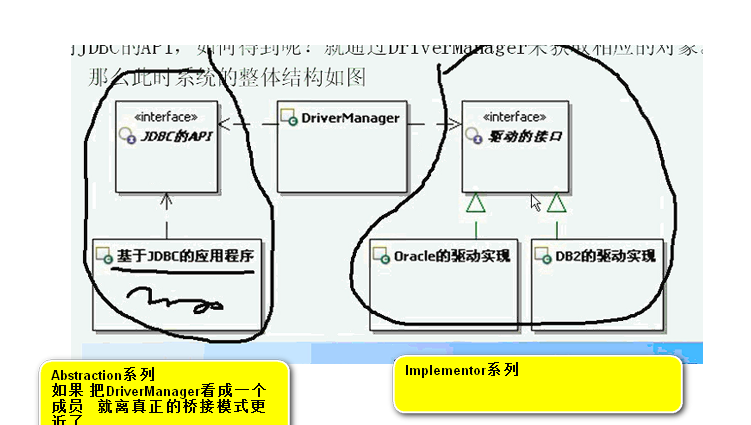 们JDBC的API，如何得到呢？就通过DriverManager来获取相应的对象。
那么此时系统的整体结构如图
«interface»
JDBC的API
DriverManager
«interface»
驱动的接口
基于JDBC的应用程序
Oracle的驱动实现
DB2的驱动实现
Abstraction系列
如果 把DriverManager看成一个
成员 就离真正的桥接模式更
近了
Implementor系列